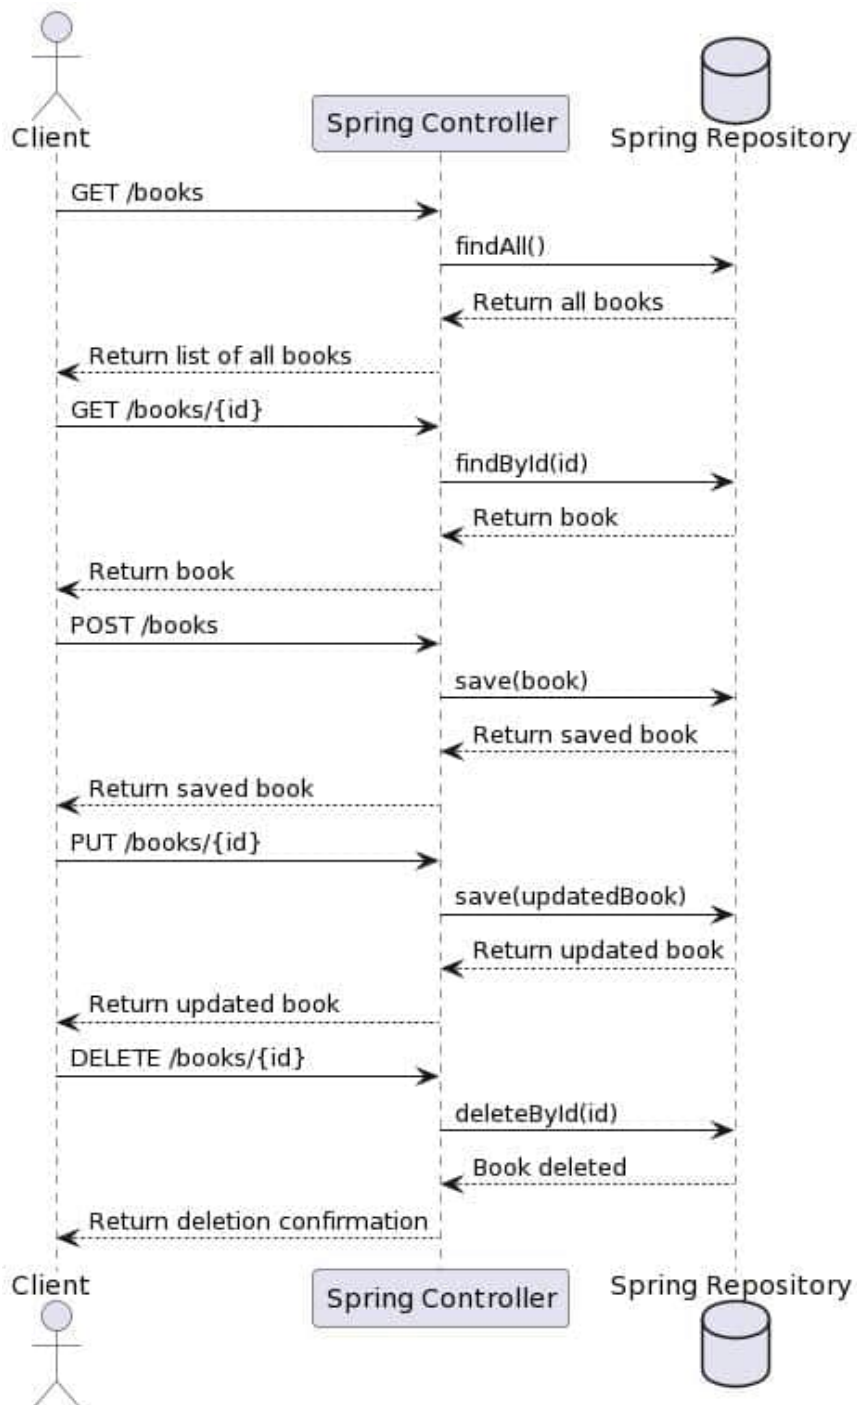 Client
Spring Controller
Spring Repository
GET /books
findAll()
Return all books
Return list of all books
GET /books/{id}
findById(id)
Return book
Return book
POST /books
save(book)
Return saved book
Return saved book
PUT /books/{id}
save(updatedBook)
Return updated book
Return updated book
DELETE /books/{id}
deleteById(id)
Book deleted
Return deletion confirmation
Client
Spring Controller
Spring Repository